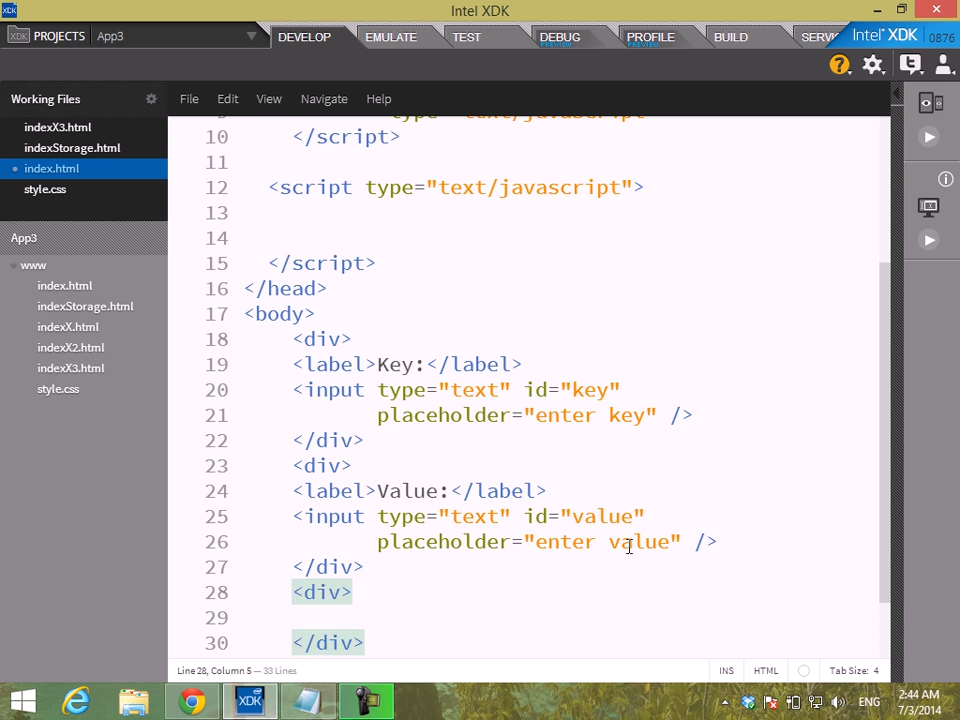 Intel XDK
PROJECTS App3 DEVELOP EMULATE TEST DEBUG PREVIEW PROFILE PREVIEW BUILD Intel XDK 0876
Working Files File Edit View Navigate Help
indexX3.html
indexStorage.html
index.html
style.css
App3
www
index.html
indexStorage.html
indexX.html
indexX2.html
indexX3.html
style.css
10 </script>
11
12 <script type="text/javascript">
13
14
15 </script>
16 </head>
17 <body>
18 <div>
19 <label>Key:</label>
20 <input type="text" id="key"
21 placeholder="enter key" />
22 </div>
23 <div>
24 <label>Value:</label>
25 <input type="text" id="value"
26 placeholder="enter value" />
27 </div>
28 <div>
29
30 </div>
Line 28, Column 5 — 33 Lines INS HTML Tab Size: 4
XDK ENG 2:44 AM
7/3/2014